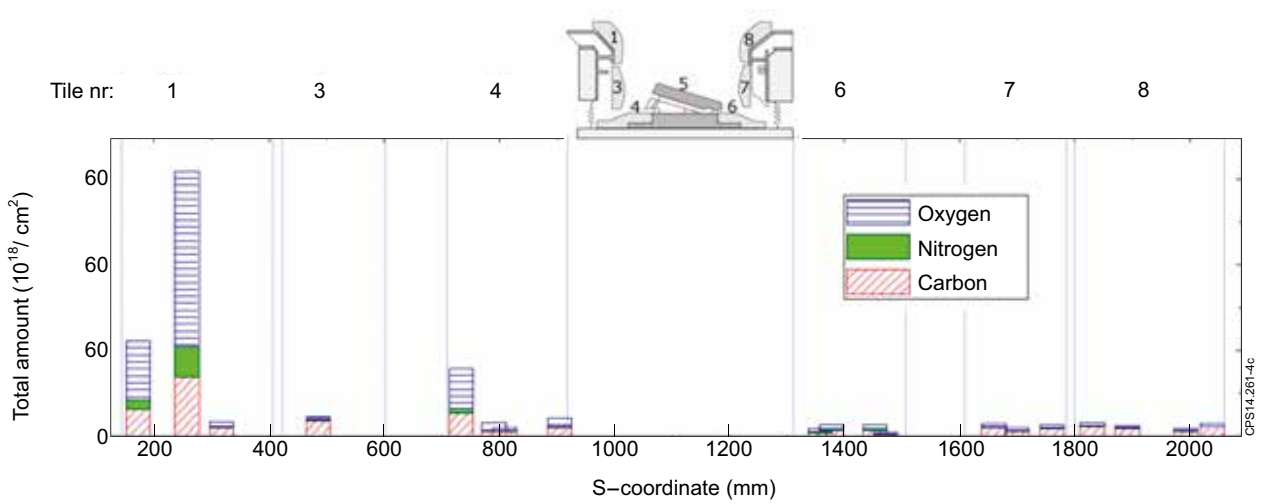 1
8
3
5
7
4
6
Tile nr: 1 3 4 6 7 8
60
60
60
0
Total amount (10¹⁸/ cm²)
Oxygen
Nitrogen
Carbon
200 400 600 800 1000 1200 1400 1600 1800 2000
S–coordinate (mm)
CPS14.261-4c